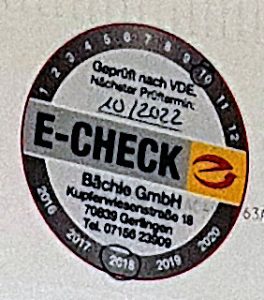 1 2 3 4 5 6 7 8 9 10 11 12
Geprüft nach VDE.
Nächster Prüftermin:
10/2022
E-CHECK
Bächle GmbH
Kupferwiesenstraße 18
70839 Gerlingen
Tel. 07156 23909
2016 2017 2018 2019 2020